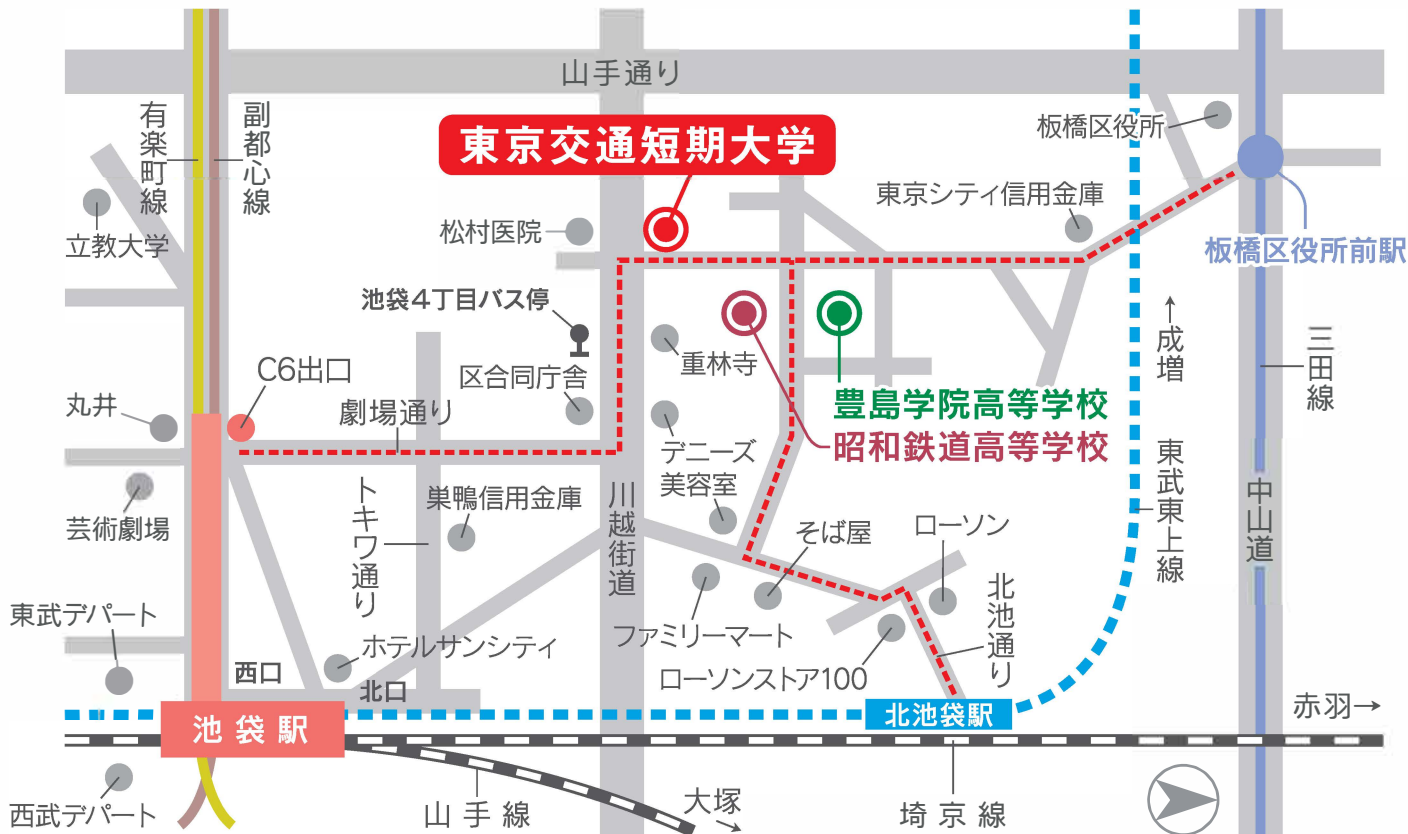 山手通り
有楽町線
副都心線
東京交通短期大学
板橋区役所
立教大学
松村医院
東京シティ信用金庫
板橋区役所前駅
池袋4丁目バス停
C6出口
区合同庁舎
重林寺
↑成増
三田線
丸井
劇場通り
豊島学院高等学校
昭和鉄道高等学校
デニーズ
美容室
芸術劇場
トキワ通り
巣鴨信用金庫
川越街道
そば屋
ローソン
東武東上線
中山道
東武デパート
ホテルサンシティ
ファミリーマート
ローソンストア100
北池通り
西口
北口
池袋駅
北池袋駅
赤羽→
西武デパート
山手線
大塚
→
埼京線